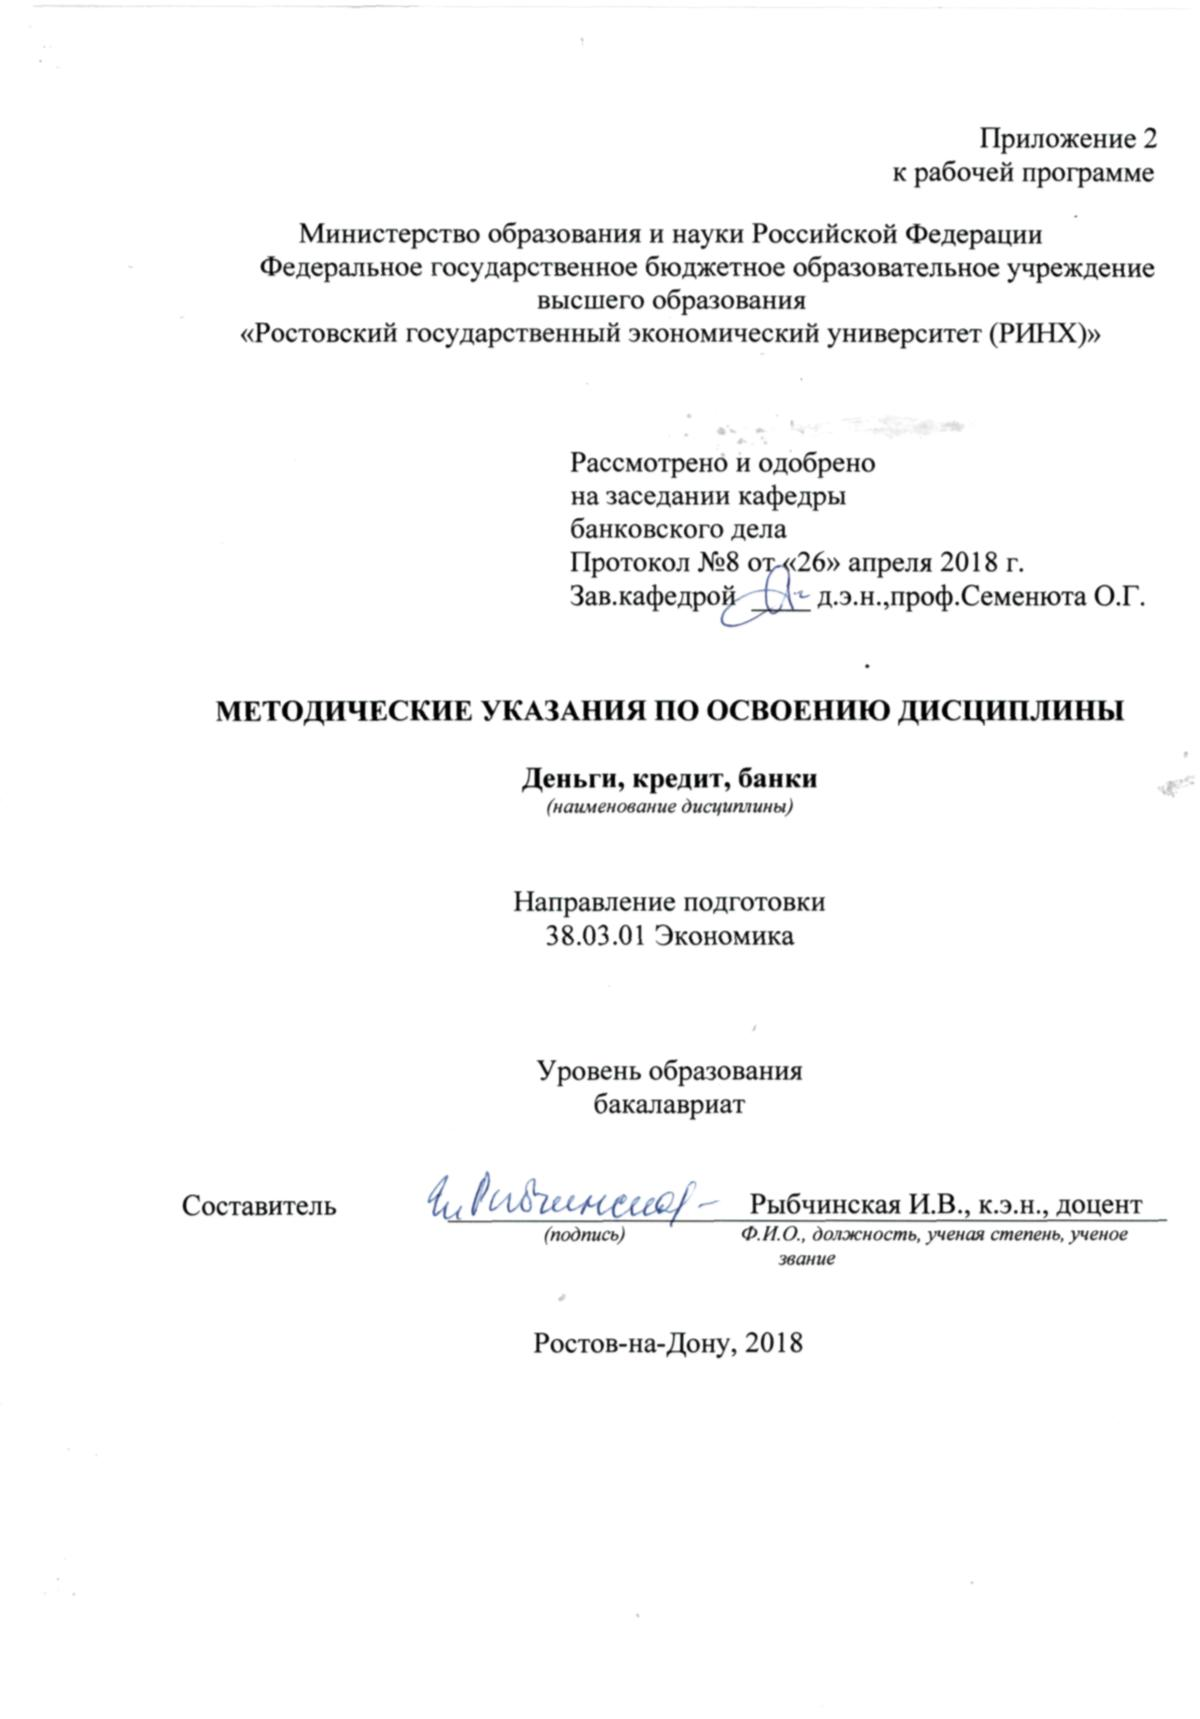 Приложение 2
к рабочей программе
Министерство образования и науки Российской Федерации
Федеральное государственное бюджетное образовательное учреждение
высшего образования
«Ростовский государственный экономический университет (РИНХ)»
Рассмотрено и одобрено
на заседании кафедры
банковского дела
Протокол №8 от «26» апреля 2018 г.
Зав.кафедрой ____ д.э.н.,проф.Семенюта О.Г.
МЕТОДИЧЕСКИЕ УКАЗАНИЯ ПО ОСВОЕНИЮ ДИСЦИПЛИНЫ
Деньги, кредит, банки
(наименование дисциплины)
Направление подготовки
38.03.01 Экономика
Уровень образования
бакалавриат
Составитель Рыбчинская И.В., к.э.н., доцент
(подпись) Ф.И.О., должность, ученая степень, ученое
звание
Ростов-на-Дону, 2018